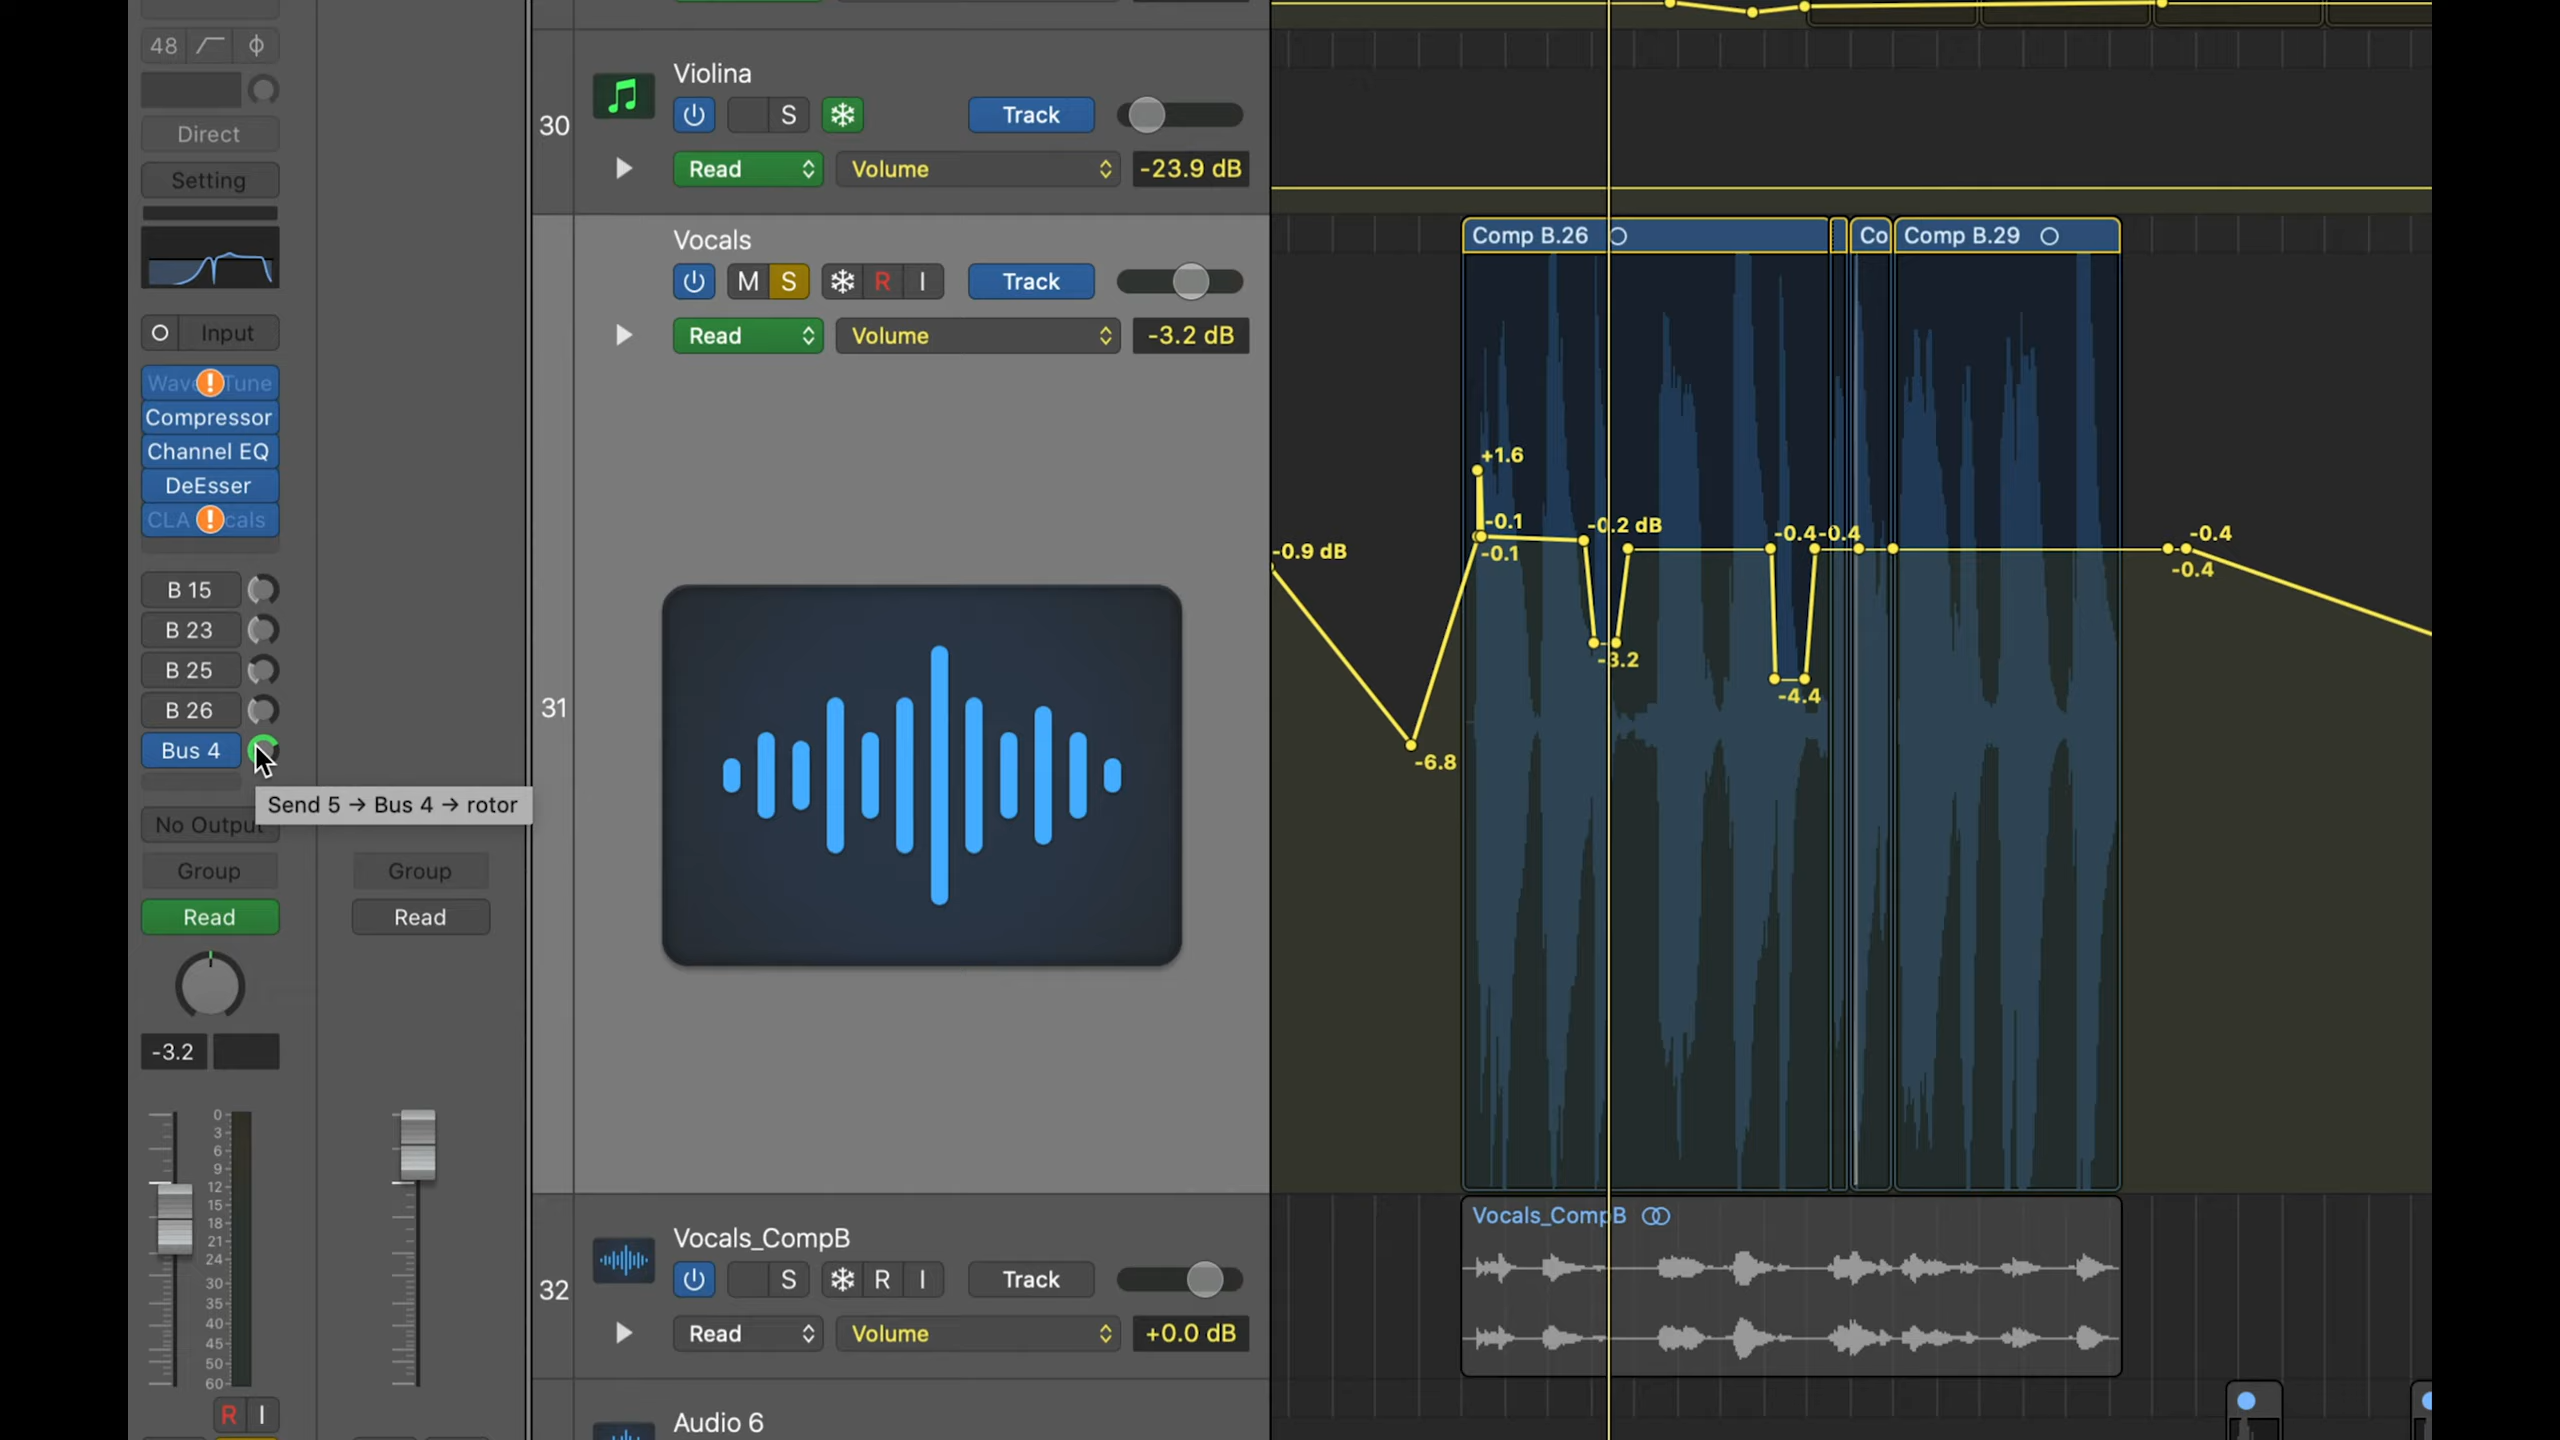 48
Direct
Setting
Input
Wave Tune
Compressor
Channel EQ
DeEsser
CLA cals
B 15
B 23
B 25
B 26
Bus 4
Send 5 → Bus 4 → rotor
No Output
Group
Group
Read
Read
-3.2
0
3
6
9
12
15
18
21
24
30
35
40
45
50
60
R I
30
Violina
S
Track
Read
Volume
-23.9 dB
31
Vocals
M S R I
Track
Read
Volume
-3.2 dB
32
Vocals_CompB
S R I
Track
Read
Volume
+0.0 dB
Audio 6
Comp B.26
Co
Comp B.29
-0.9 dB
-6.8
+1.6
-0.1
-0.1
-0.2 dB
-3.2
-0.4
-0.4
-4.4
-0.4
-0.4
Vocals_CompB